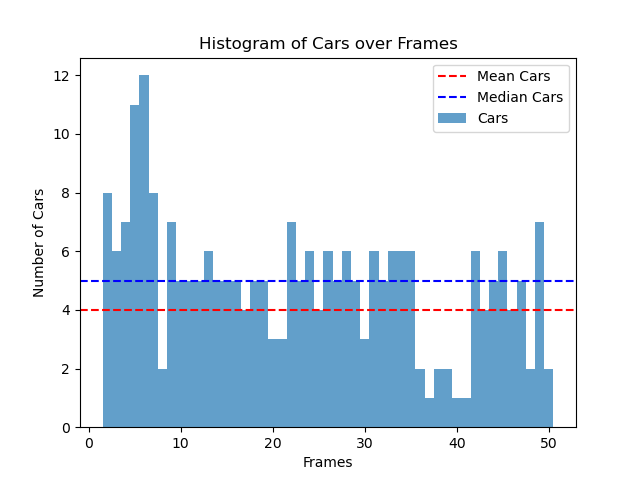 Histogram of Cars over Frames
Mean Cars
Median Cars
Cars
12
10
8
6
4
2
0
Number of Cars
0 10 20 30 40 50
Frames